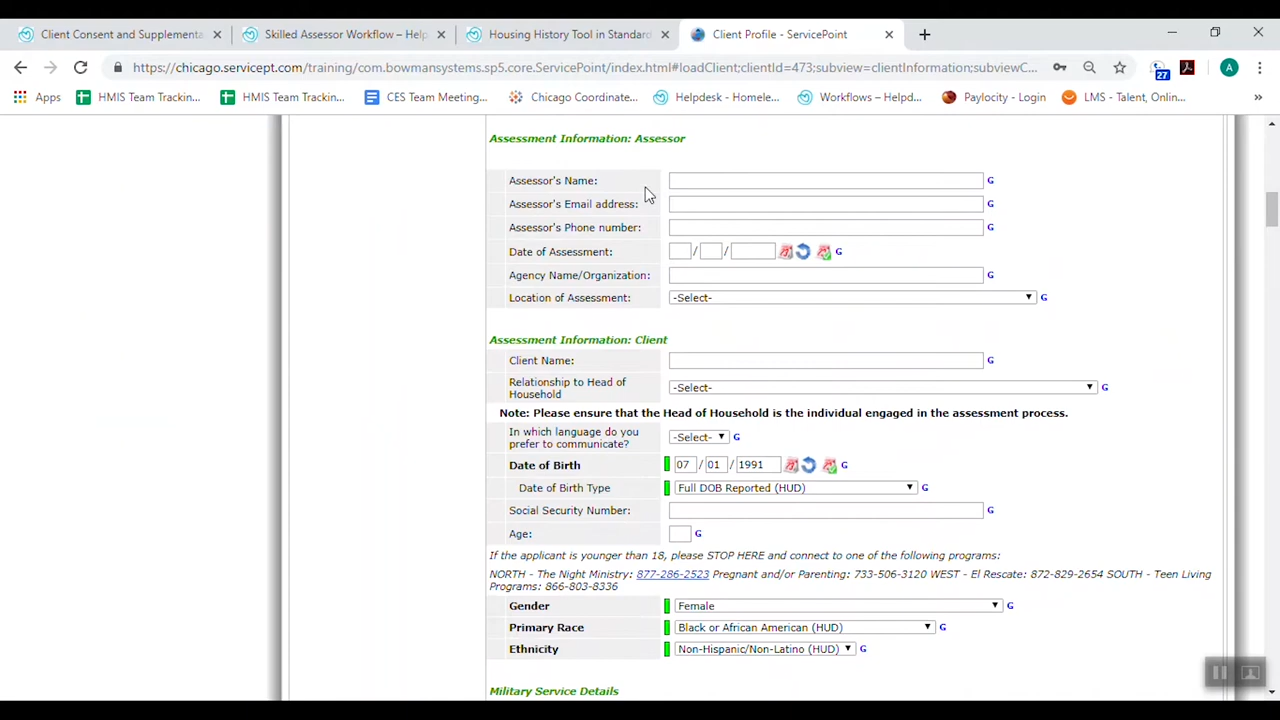 Client Consent and Supplementa
Skilled Assessor Workflow – Help
Housing History Tool in Standard
Client Profile - ServicePoint
https://chicago.servicept.com/training/com.bowmansystems.sp5.core.ServicePoint/index.html#loadClient;clientId=473;subview=clientInformation;subviewC...
27
A
Apps
HMIS Team Trackin...
HMIS Team Trackin...
CES Team Meeting...
Chicago Coordinate...
Helpdesk - Homele...
Workflows – Helpd...
Paylocity - Login
LMS - Talent, Onlin...
»
Assessment Information: Assessor
Assessor's Name: G
Assessor's Email address: G
Assessor's Phone number: G
Date of Assessment: / / G
Agency Name/Organization: G
Location of Assessment: -Select- G
Assessment Information: Client
Client Name: G
Relationship to Head of
Household
-Select- G
Note: Please ensure that the Head of Household is the individual engaged in the assessment process.
In which language do you
prefer to communicate?
-Select- G
Date of Birth 07 / 01 / 1991 G
Date of Birth Type Full DOB Reported (HUD) G
Social Security Number: G
Age: G
If the applicant is younger than 18, please STOP HERE and connect to one of the following programs:
NORTH - The Night Ministry: 877-286-2523 Pregnant and/or Parenting: 733-506-3120 WEST - El Rescate: 872-829-2654 SOUTH - Teen Living
Programs: 866-803-8336
Gender Female G
Primary Race Black or African American (HUD) G
Ethnicity Non-Hispanic/Non-Latino (HUD) G
Military Service Details